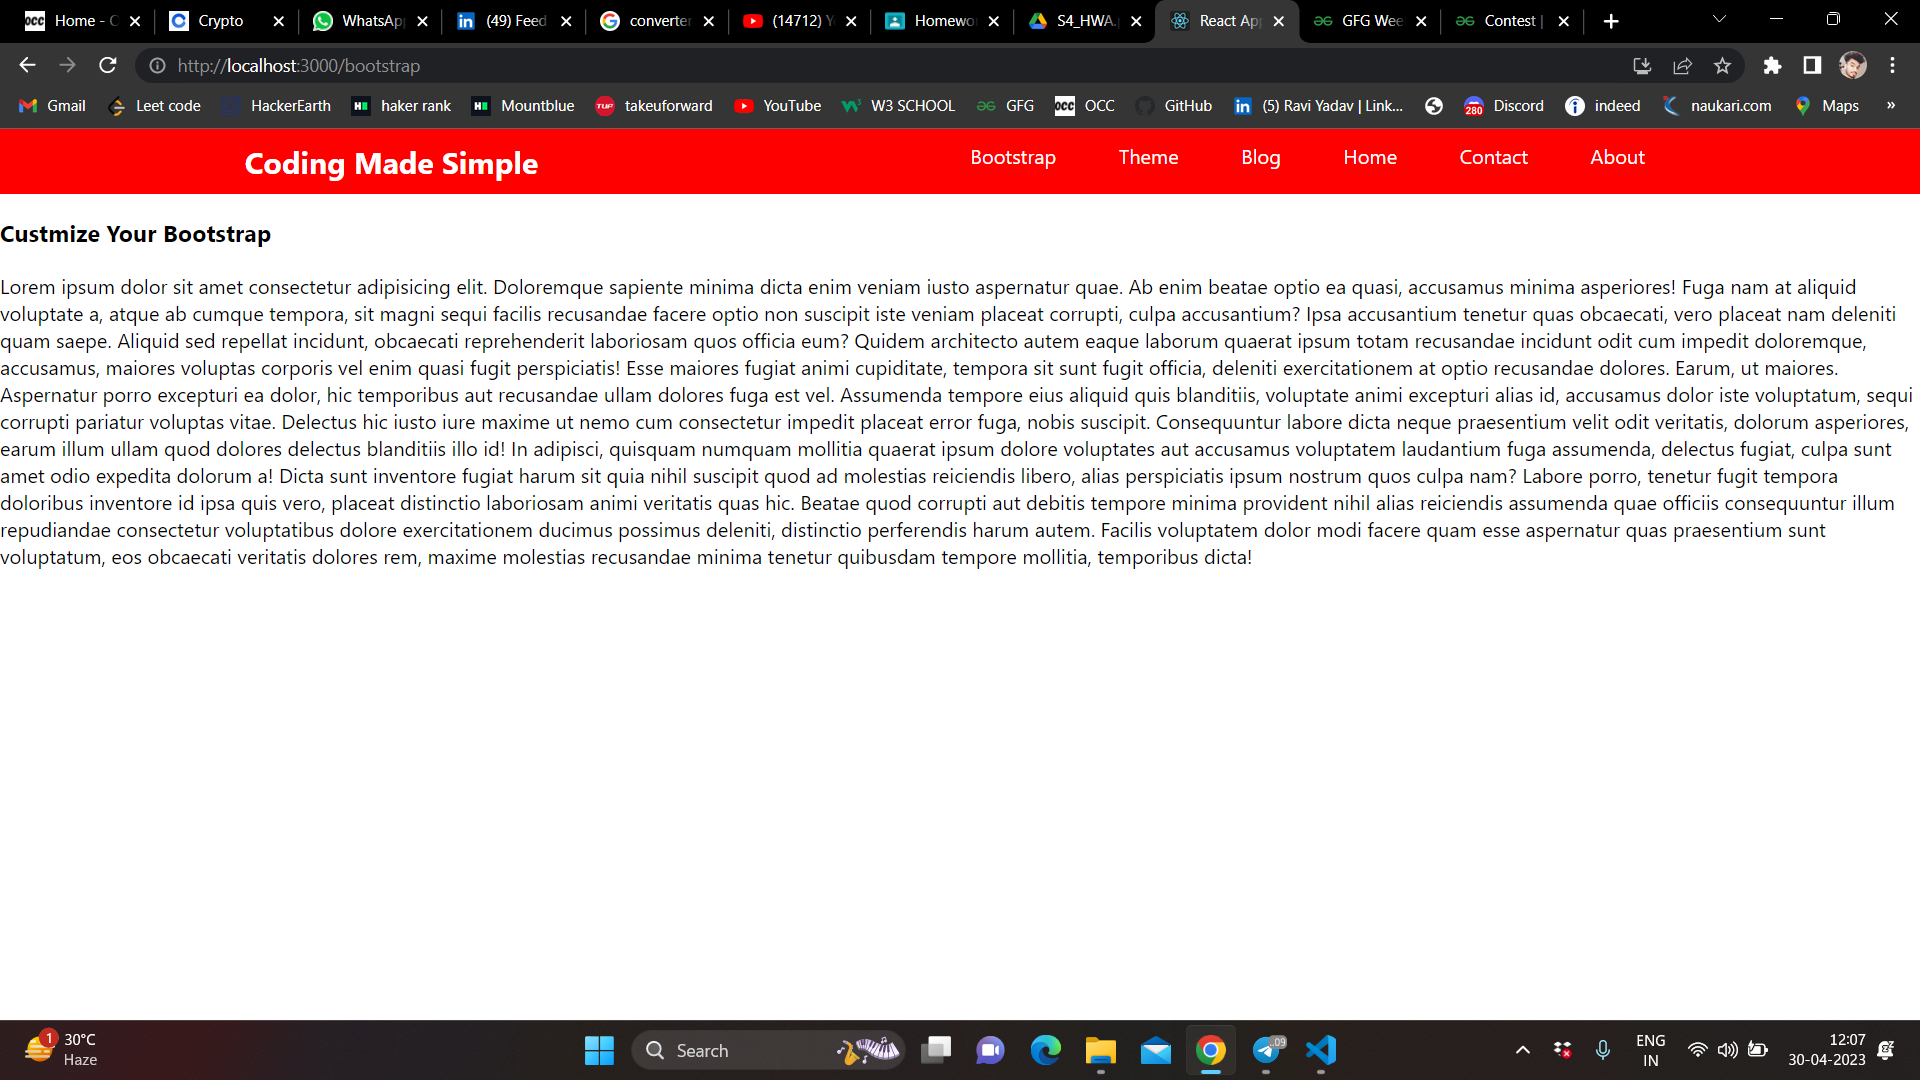 Home - C
Crypto
WhatsAp
(49) Feed
converter
(14712) Y
Homewo
S4_HWA.
React Ap
GFG Wee
Contest |
http://localhost:3000/bootstrap
Gmail
Leet code
HackerEarth
haker rank
Mountblue
takeuforward
YouTube
W3 SCHOOL
GFG
OCC
GitHub
(5) Ravi Yadav | Link...
Discord
indeed
naukari.com
Maps
»
Coding Made Simple
Bootstrap
Theme
Blog
Home
Contact
About
Custmize Your Bootstrap
Lorem ipsum dolor sit amet consectetur adipisicing elit. Doloremque sapiente minima dicta enim veniam iusto aspernatur quae. Ab enim beatae optio ea quasi, accusamus minima asperiores! Fuga nam at aliquid
voluptate a, atque ab cumque tempora, sit magni sequi facilis recusandae facere optio non suscipit iste veniam placeat corrupti, culpa accusantium? Ipsa accusantium tenetur quas obcaecati, vero placeat nam deleniti
quam saepe. Aliquid sed repellat incidunt, obcaecati reprehenderit laboriosam quos officia eum? Quidem architecto autem eaque laborum quaerat ipsum totam recusandae incidunt odit cum impedit doloremque,
accusamus, maiores voluptas corporis vel enim quasi fugit perspiciatis! Esse maiores fugiat animi cupiditate, tempora sit sunt fugit officia, deleniti exercitationem at optio recusandae dolores. Earum, ut maiores.
Aspernatur porro excepturi ea dolor, hic temporibus aut recusandae ullam dolores fuga est vel. Assumenda tempore eius aliquid quis blanditiis, voluptate animi excepturi alias id, accusamus dolor iste voluptatum, sequi
corrupti pariatur voluptas vitae. Delectus hic iusto iure maxime ut nemo cum consectetur impedit placeat error fuga, nobis suscipit. Consequuntur labore dicta neque praesentium velit odit veritatis, dolorum asperiores,
earum illum ullam quod dolores delectus blanditiis illo id! In adipisci, quisquam numquam mollitia quaerat ipsum dolore voluptates aut accusamus voluptatem laudantium fuga assumenda, delectus fugiat, culpa sunt
amet odio expedita dolorum a! Dicta sunt inventore fugiat harum sit quia nihil suscipit quod ad molestias reiciendis libero, alias perspiciatis ipsum nostrum quos culpa nam? Labore porro, tenetur fugit tempora
doloribus inventore id ipsa quis vero, placeat distinctio laboriosam animi veritatis quas hic. Beatae quod corrupti aut debitis tempore minima provident nihil alias reiciendis assumenda quae officiis consequuntur illum
repudiandae consectetur voluptatibus dolore exercitationem ducimus possimus deleniti, distinctio perferendis harum autem. Facilis voluptatem dolor modi facere quam esse aspernatur quas praesentium sunt
voluptatum, eos obcaecati veritatis dolores rem, maxime molestias recusandae minima tenetur quibusdam tempore mollitia, temporibus dicta!
1
30°C
Haze
Search
ENG
IN
12:07
30-04-2023